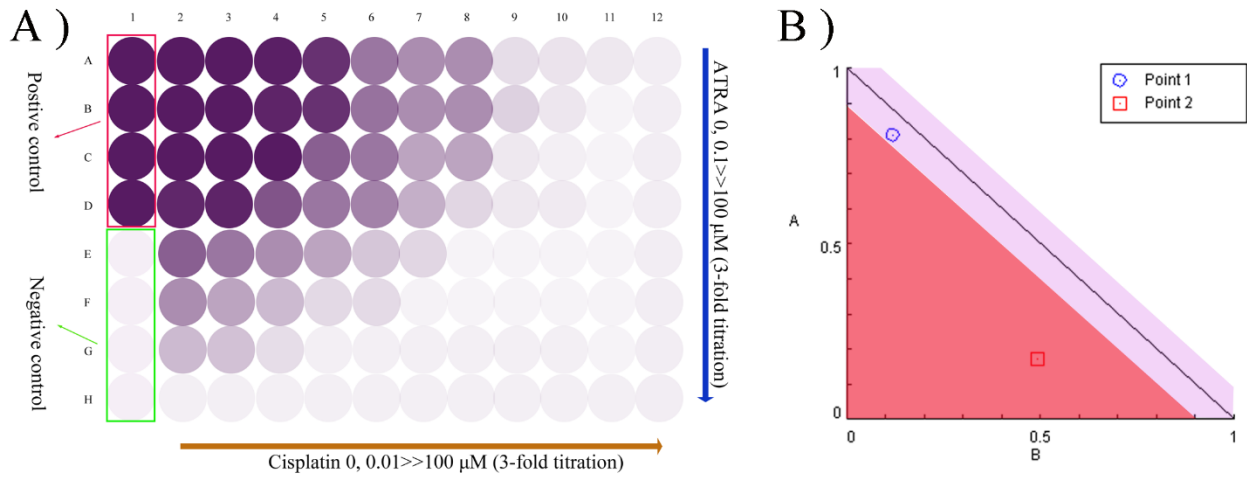 A )
1 2 3 4 5 6 7 8 9 10 11 12
A
B
C
D
E
F
G
H
Postive control
Negative control
ATRA 0, 0.1>>100 μM (3-fold titration)
Cisplatin 0, 0.01>>100 μM (3-fold titration)
B )
Point 1
Point 2
1
0.5
0
A
0 0.5 1
B